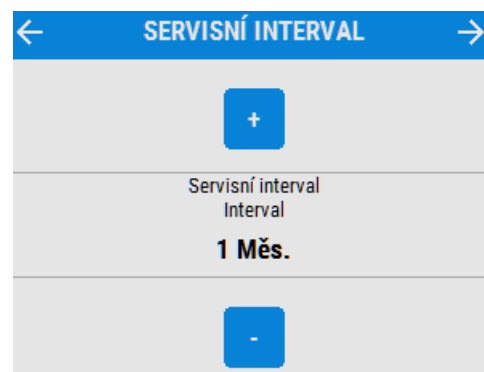 ← SERVISNÍ INTERVAL →
+
Servisní interval
Interval
1 Měs.
-